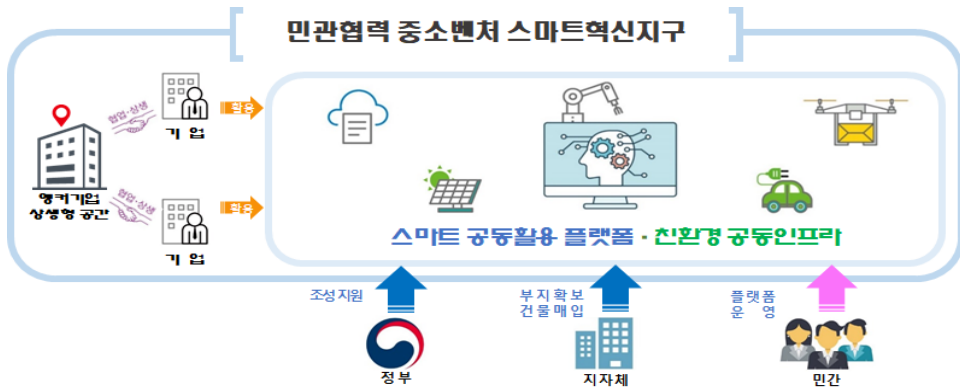 민관협력 중소벤처 스마트혁신지구
협업·상생
기 업
활용
앵커기업
상생형 공간
협업·상생
기 업
활용
스마트 공동활용 플랫폼 · 친환경 공동인프라
조성지원
부지확보
건물매입
플랫폼
운영
정부
지자체
민간